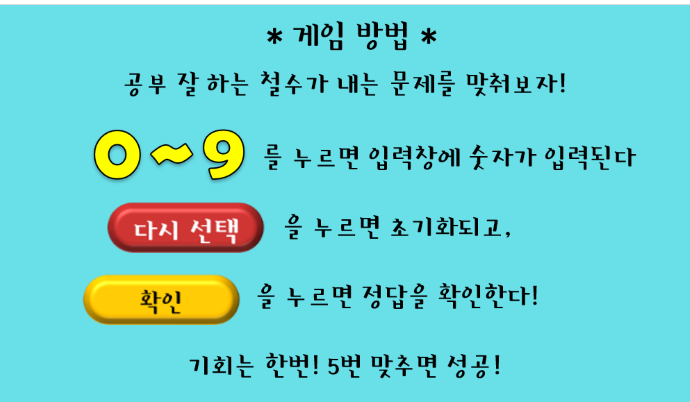 * 게임 방법 *
공부 잘 하는 철수가 내는 문제를 맞춰보자!
0~9 를 누르면 입력창에 숫자가 입력된다
다시 선택 을 누르면 초기화되고,
확인 을 누르면 정답을 확인한다!
기회는 한번! 5번 맞추면 성공!